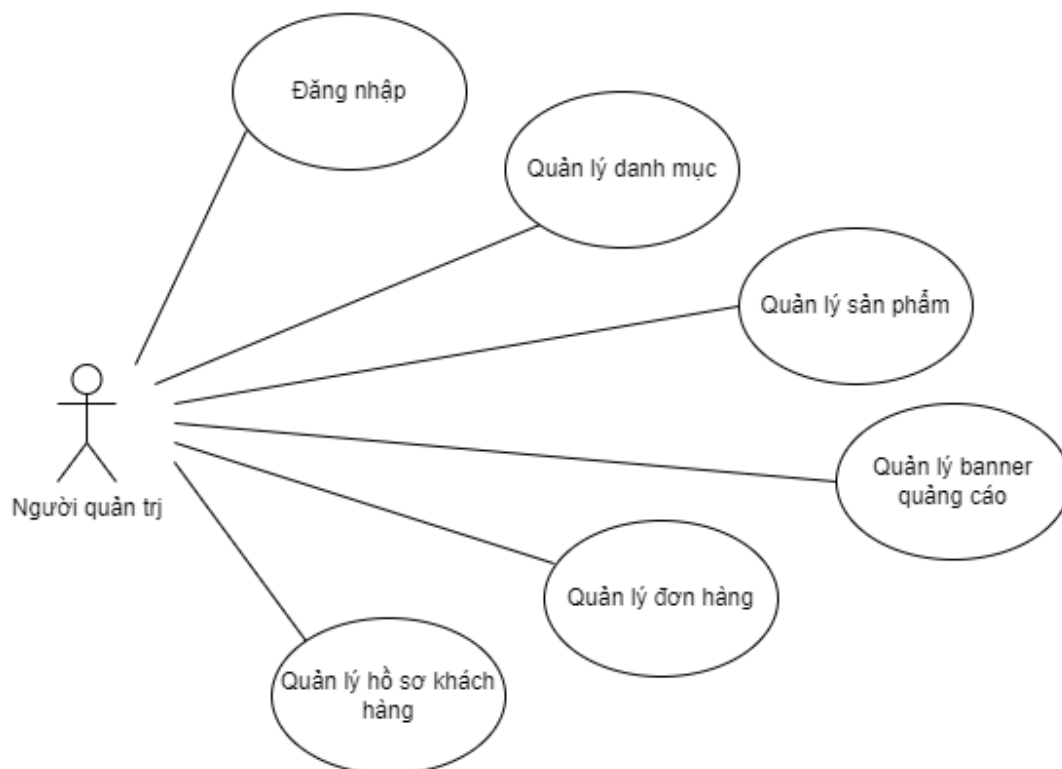 Đăng nhập
Quản lý danh mục
Quản lý sản phẩm
Quản lý banner
quảng cáo
Người quản trj
Quản lý đơn hàng
Quản lý hồ sơ khách
hàng